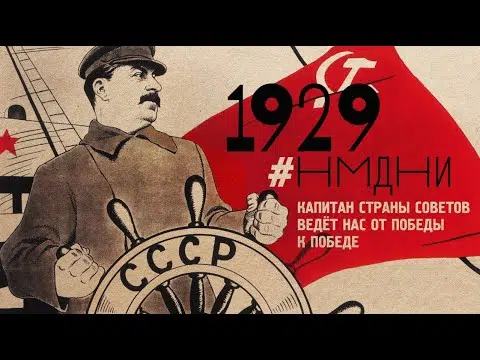 1929
#НМДНИ
КАПИТАН СТРАНЫ СОВЕТОВ
ВЕДЁТ НАС ОТ ПОБЕДЫ
К ПОБЕДЕ
СССР